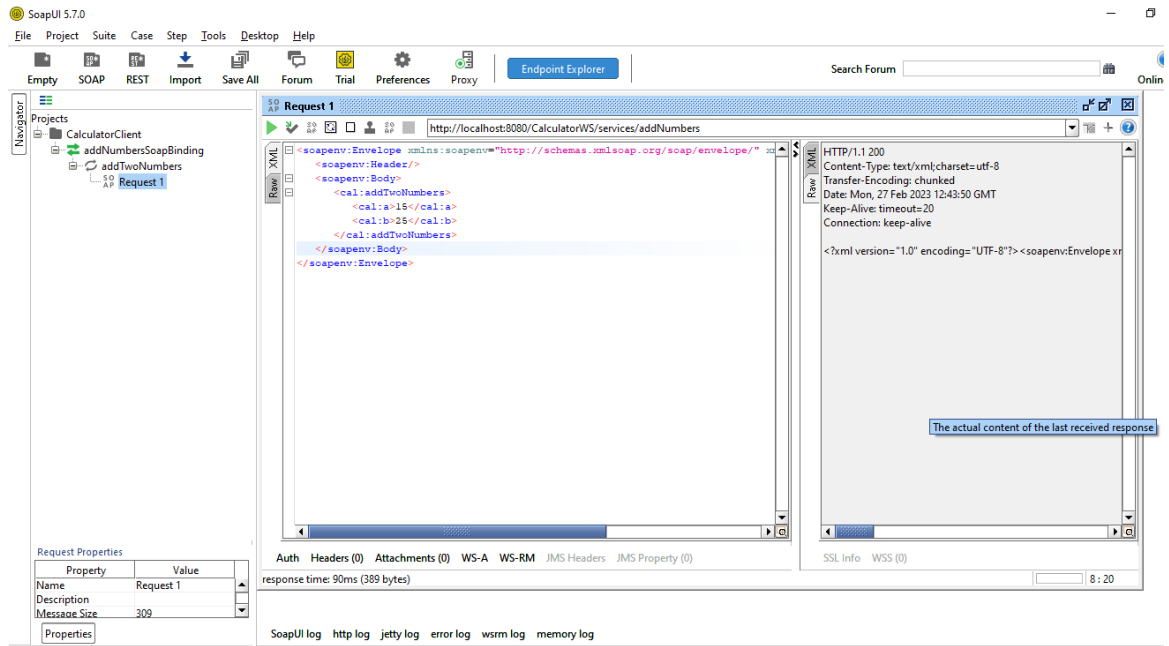 SoapUI 5.7.0
File Project Suite Case Step Tools Desktop Help
Empty SOAP REST Import Save All Forum Trial Preferences Proxy
Endpoint Explorer
Search Forum
Onlin
Navigator
Projects
CalculatorClient
addNumbersSoapBinding
addTwoNumbers
SOAP Request 1
SOAP Request 1
http://localhost:8080/CalculatorWS/services/addNumbers
XML
Raw
<soapenv:Envelope xmlns:soapenv="http://schemas.xmlsoap.org/soap/envelope/" xm
<soapenv:Header/>
<soapenv:Body>
<cal:addTwoNumbers>
<cal:a>15</cal:a>
<cal:b>25</cal:b>
</cal:addTwoNumbers>
</soapenv:Body>
</soapenv:Envelope>
XML
Raw
HTTP/1.1 200
Content-Type: text/xml;charset=utf-8
Transfer-Encoding: chunked
Date: Mon, 27 Feb 2023 12:43:50 GMT
Keep-Alive: timeout=20
Connection: keep-alive
<?xml version="1.0" encoding="UTF-8"?><soapenv:Envelope xr
The actual content of the last received response
Auth Headers (0) Attachments (0) WS-A WS-RM JMS Headers JMS Property (0)
SSL Info WSS (0)
response time: 90ms (389 bytes)
8 : 20
Request Properties
Property Value
Name Request 1
Description
Message Size 309
Properties
SoapUI log http log jetty log error log wsrm log memory log